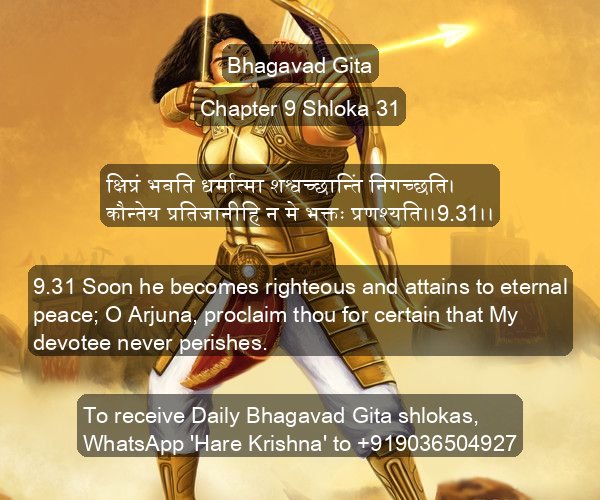 Bhagavad Gita
Chapter 9 Shloka 31
क्षिप्रं भवति धर्मात्मा शश्वच्छान्तिं निगच्छति।
कौन्तेय प्रतिजानीहि न मे भक्तः प्रणश्यति।।9.31।।
9.31 Soon he becomes righteous and attains to eternal
peace; O Arjuna, proclaim thou for certain that My
devotee never perishes.
To receive Daily Bhagavad Gita shlokas,
WhatsApp 'Hare Krishna' to +919036504927